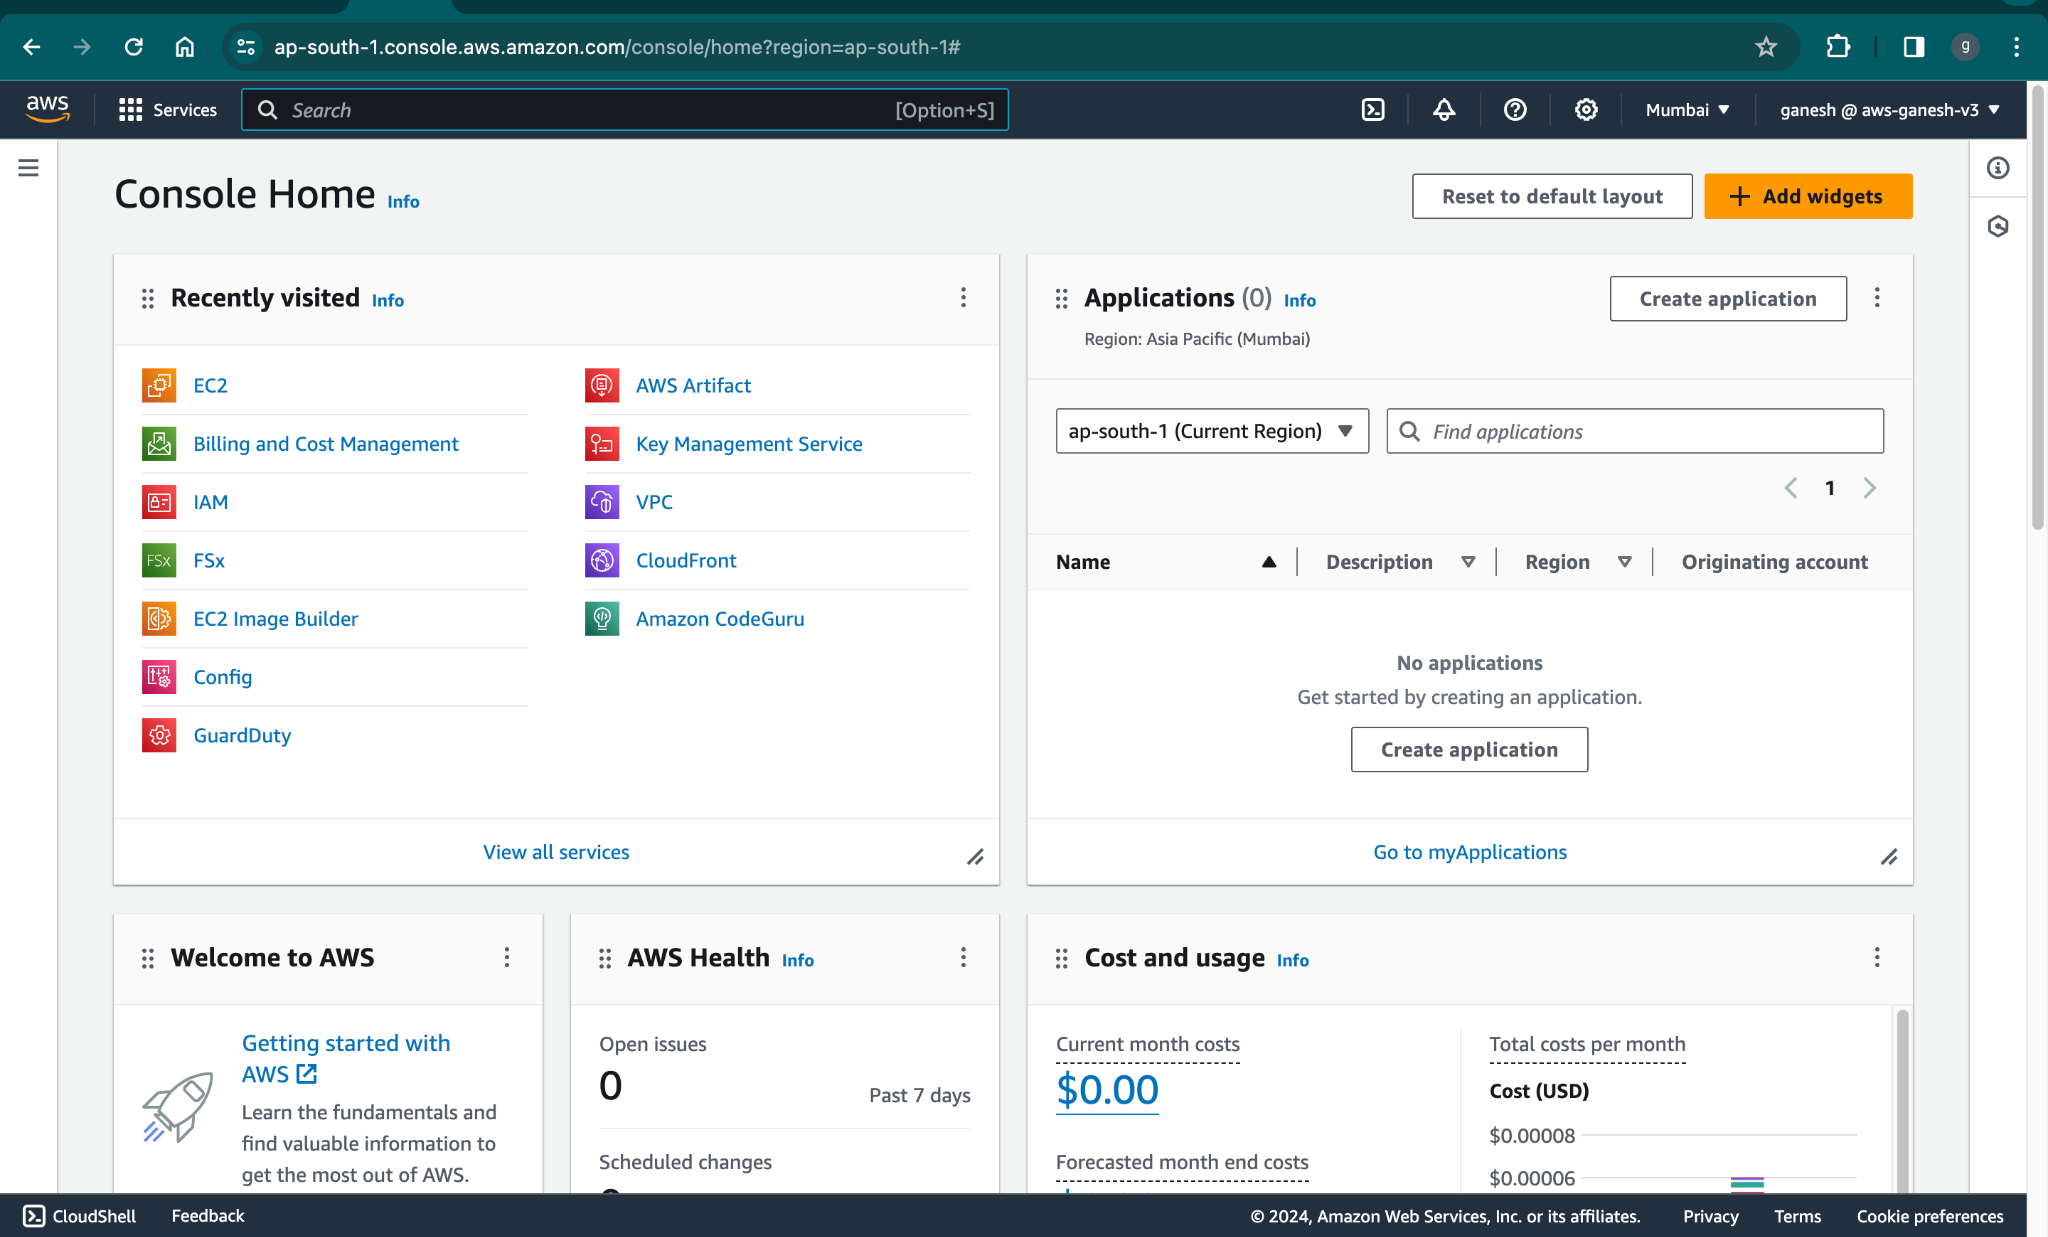 ap-south-1.console.aws.amazon.com/console/home?region=ap-south-1#
g
aws
Services
Search
[Option+S]
Mumbai
ganesh @ aws-ganesh-v3
Console Home Info
Reset to default layout
Add widgets
Recently visited Info
EC2
Billing and Cost Management
IAM
FSx
FSx
EC2 Image Builder
Config
GuardDuty
AWS Artifact
Key Management Service
VPC
CloudFront
Amazon CodeGuru
View all services
Applications (0) Info
Region: Asia Pacific (Mumbai)
Create application
ap-south-1 (Current Region)
Find applications
1
Name
Description
Region
Originating account
No applications
Get started by creating an application.
Create application
Go to myApplications
Welcome to AWS
Getting started with
AWS
Learn the fundamentals and
find valuable information to
get the most out of AWS.
AWS Health Info
Open issues
0
Past 7 days
Scheduled changes
Cost and usage Info
Current month costs
$0.00
Forecasted month end costs
Total costs per month
Cost (USD)
$0.00008
$0.00006
CloudShell
Feedback
© 2024, Amazon Web Services, Inc. or its affiliates.
Privacy
Terms
Cookie preferences